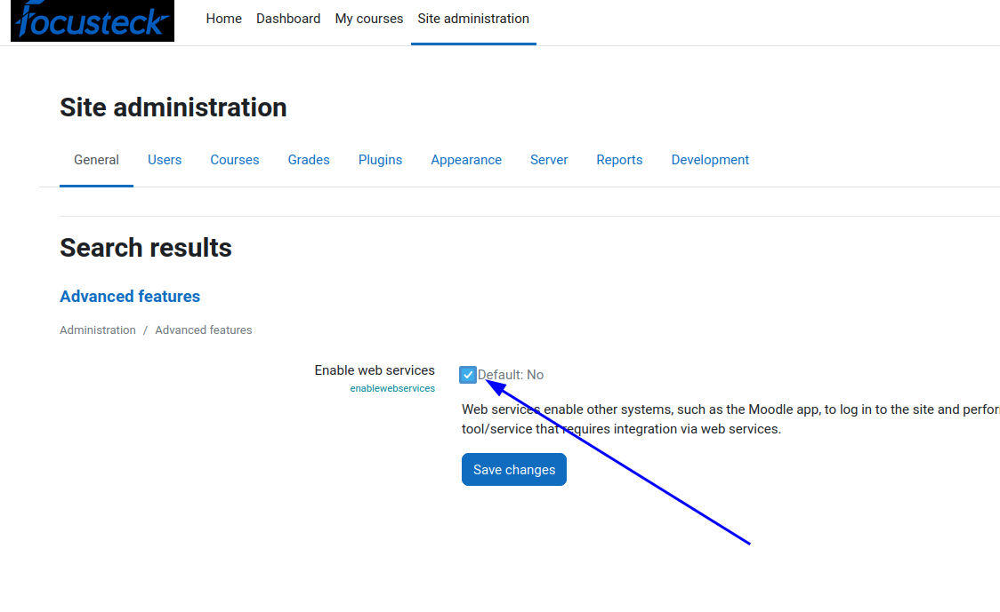 Focusteck
Home Dashboard My courses Site administration
Site administration
General Users Courses Grades Plugins Appearance Server Reports Development
Search results
Advanced features
Administration / Advanced features
Enable web services Default: No
enablewebservices
Web services enable other systems, such as the Moodle app, to log in to the site and perfor
tool/service that requires integration via web services.
Save changes